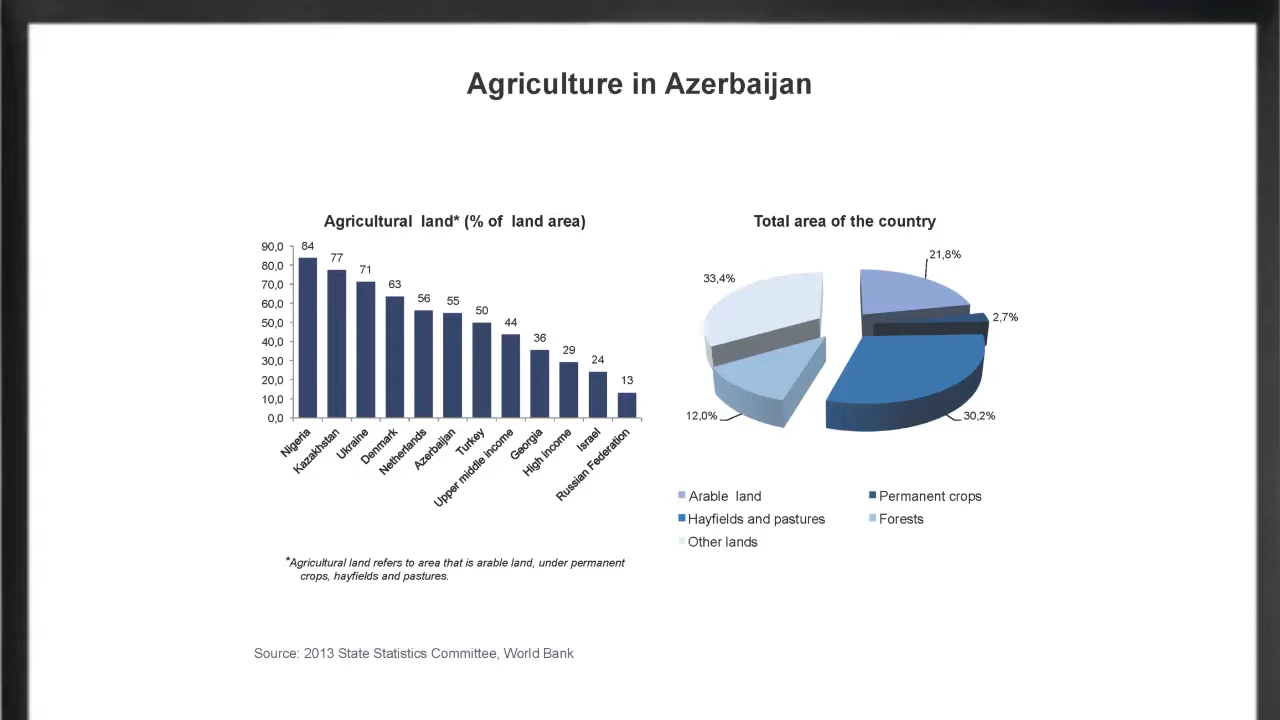 Agriculture in Azerbaijan
Agricultural land* (% of land area)
90,0
80,0
70,0
60,0
50,0
40,0
30,0
20,0
10,0
0,0
84
77
71
63
56
55
50
44
36
29
24
13
Nigeria
Kazakhstan
Ukraine
Denmark
Netherlands
Azerbaijan
Turkey
Upper middle income
Georgia
High income
Israel
Russian Federation
*Agricultural land refers to area that is arable land, under permanent
crops, hayfields and pastures.
Total area of the country
21,8%
2,7%
30,2%
12,0%
33,4%
Arable land
Permanent crops
Hayfields and pastures
Forests
Other lands
Source: 2013 State Statistics Committee, World Bank